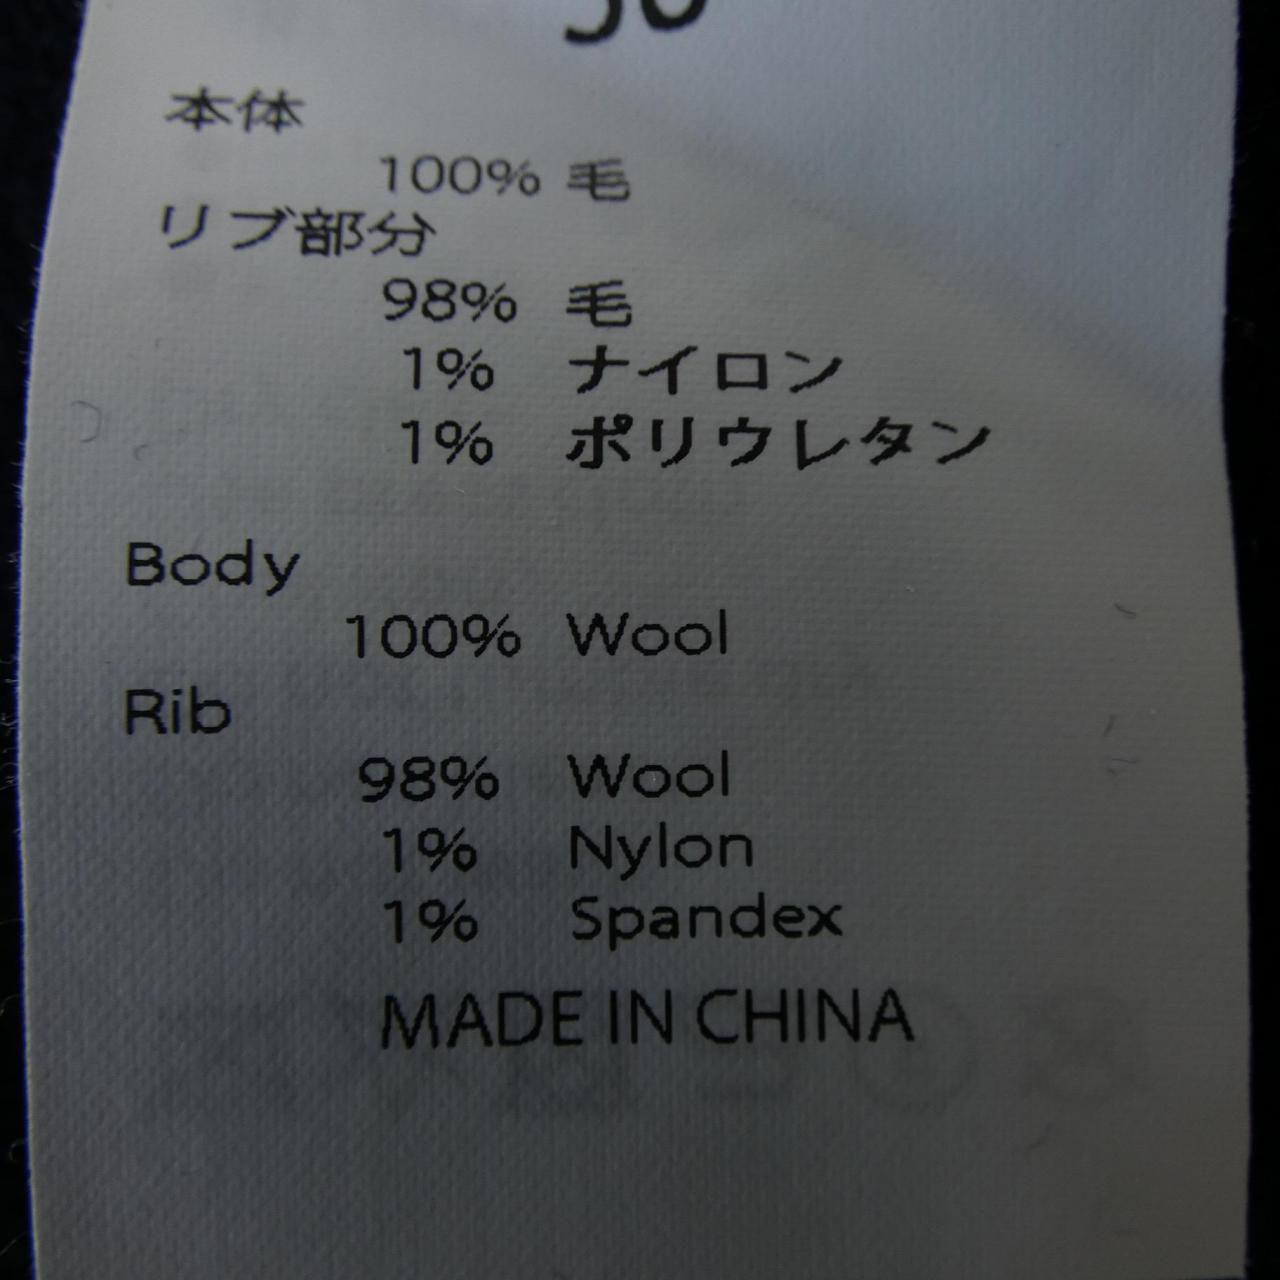 本体
100% 毛
リブ部分
98% 毛
1% ナイロン
1% ポリウレタン
Body
100% Wool
Rib
98% Wool
1% Nylon
1% Spandex
MADE IN CHINA